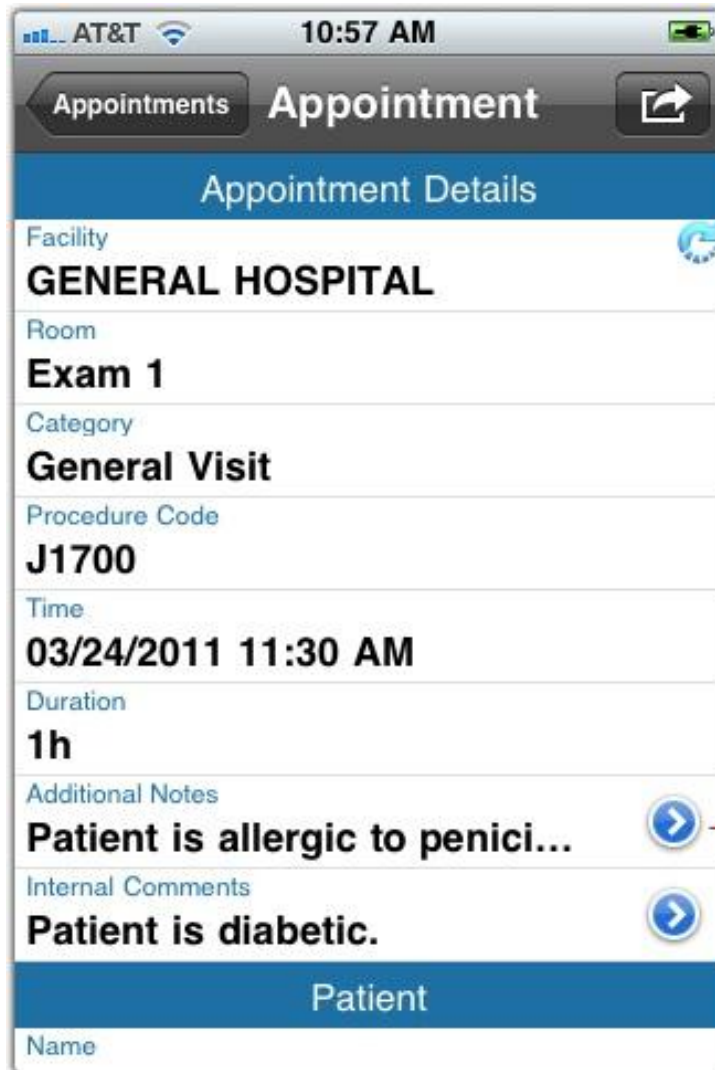 AT&T 10:57 AM
Appointments Appointment
Appointment Details
Facility
GENERAL HOSPITAL
Room
Exam 1
Category
General Visit
Procedure Code
J1700
Time
03/24/2011 11:30 AM
Duration
1h
Additional Notes
Patient is allergic to penici...
Internal Comments
Patient is diabetic.
Patient
Name